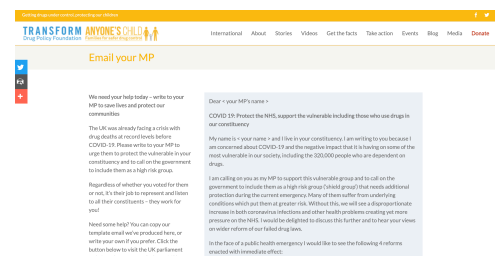 Getting drugs under control, protecting our children
TRANSFORM
Drug Policy Foundation
ANYONE'S CHILD
Families for safer drug control
International About Stories Videos Get the facts Take action Events Blog Media Donate
Email your MP
We need your help today – write to your
MP to save lives and protect our
communities
The UK was already facing a crisis with
drug deaths at record levels before
COVID-19. Please write to your MP to
urge them to protect the vulnerable in your
constituency and to call on the government
to include them as a high risk group.
Regardless of whether you voted for them
or not, it's their job to represent and listen
to all their constituents – they work for
you!
Need some help? You can copy our
template email we've produced here, or
write your own if you prefer. Click the
button below to visit the UK parliament
Dear < your MP's name >
COVID 19: Protect the NHS, support the vulnerable including those who use drugs in
our constituency
My name is < your name > and I live in your constituency. I am writing to you because I
am concerned about COVID-19 and the negative impact that it is having on some of the
most vulnerable in our society, including the 320,000 people who are dependent on
drugs.
I am calling on you as my MP to support this vulnerable group and to call on the
government to include them as a high risk group ('shield group') that needs additional
protection during the current emergency. Many of them suffer from underlying
conditions which put them at greater risk. Without this, we will see a disproportionate
increase in both coronavirus infections and other health problems creating yet more
pressure on the NHS. I would be delighted to discuss this further and to hear your views
on wider reform of our failed drug laws.
In the face of a public health emergency I would like to see the following 4 reforms
enacted with immediate effect: